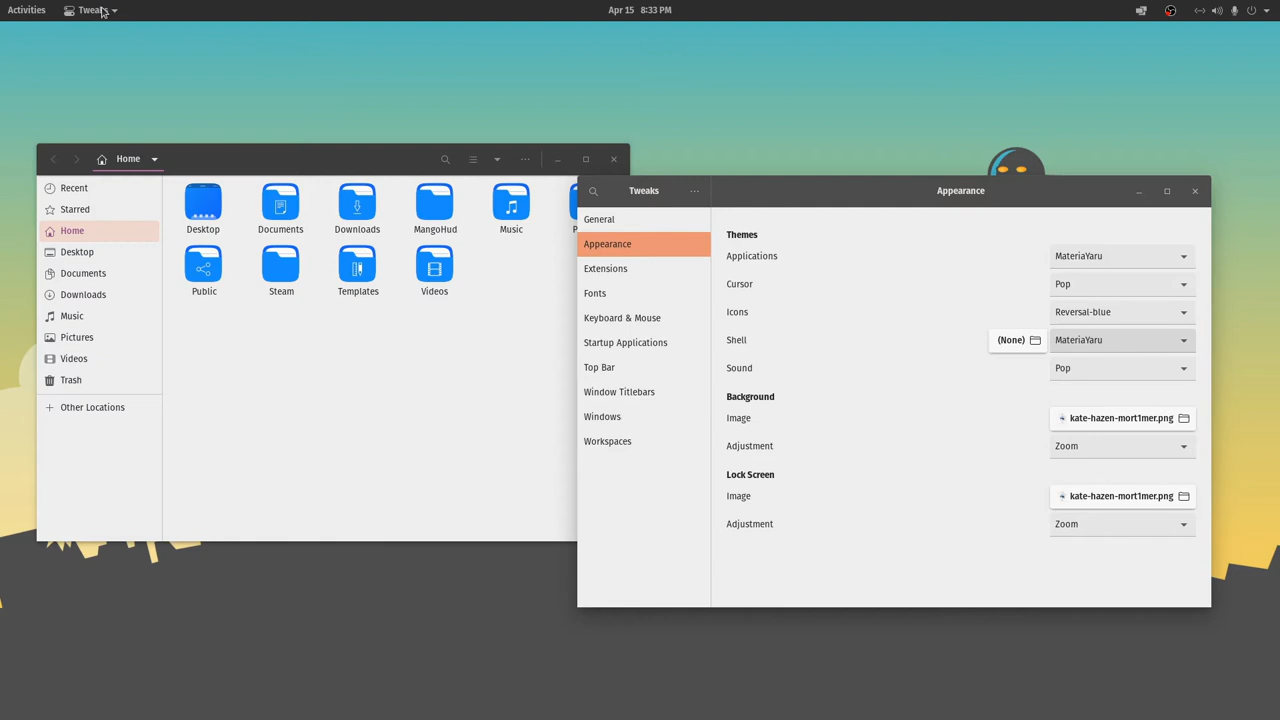 Activities
Tweaks
Apr 15 8:33 PM
Home
Recent
Starred
Home
Desktop
Documents
Downloads
Music
Pictures
Videos
Trash
Other Locations
Desktop
Documents
Downloads
MangoHud
Music
Public
Steam
Templates
Videos
Tweaks
Appearance
General
Appearance
Extensions
Fonts
Keyboard & Mouse
Startup Applications
Top Bar
Window Titlebars
Windows
Workspaces
Themes
Applications MateriaYaru
Cursor Pop
Icons Reversal-blue
Shell (None) MateriaYaru
Sound Pop
Background
Image kate-hazen-mort1mer.png
Adjustment Zoom
Lock Screen
Image kate-hazen-mort1mer.png
Adjustment Zoom